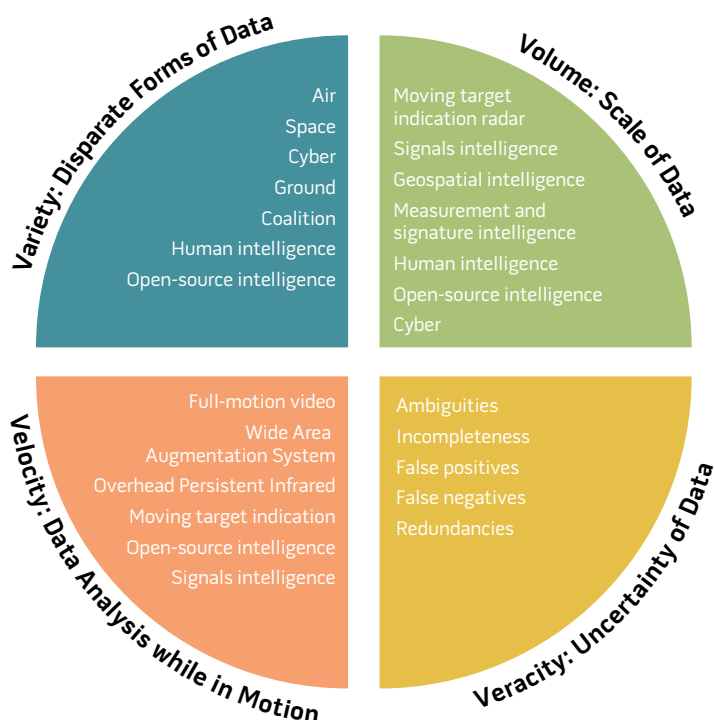 Variety: Disparate Forms of Data
Air
Space
Cyber
Ground
Coalition
Human intelligence
Open-source intelligence
Volume: Scale of Data
Moving target
indication radar
Signals intelligence
Geospatial intelligence
Measurement and
signature intelligence
Human intelligence
Open-source intelligence
Cyber
Velocity: Data Analysis while in Motion
Full-motion video
Wide Area
Augmentation System
Overhead Persistent Infrared
Moving target indication
Open-source intelligence
Signals intelligence
Veracity: Uncertainty of Data
Ambiguities
Incompleteness
False positives
False negatives
Redundancies